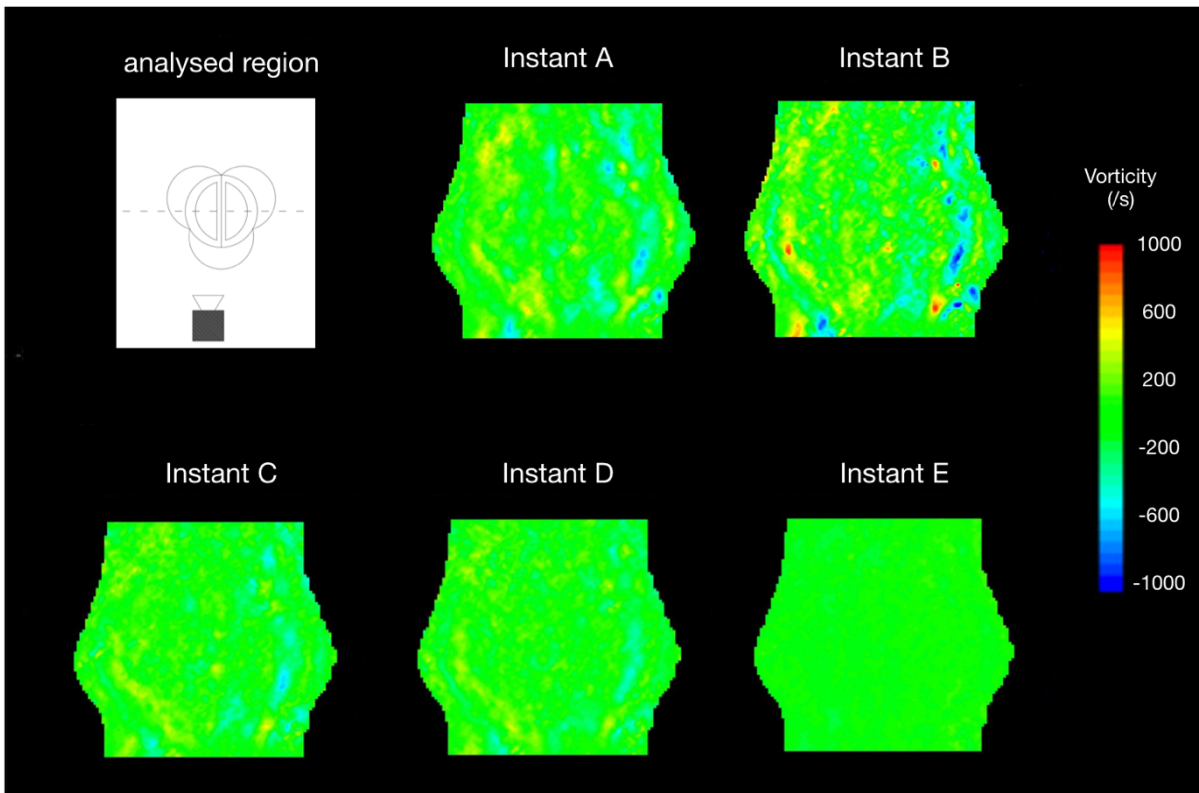 analysed region
Instant A
Instant B
Vorticity
(/s)
1000
600
200
-200
-600
-1000
Instant C
Instant D
Instant E